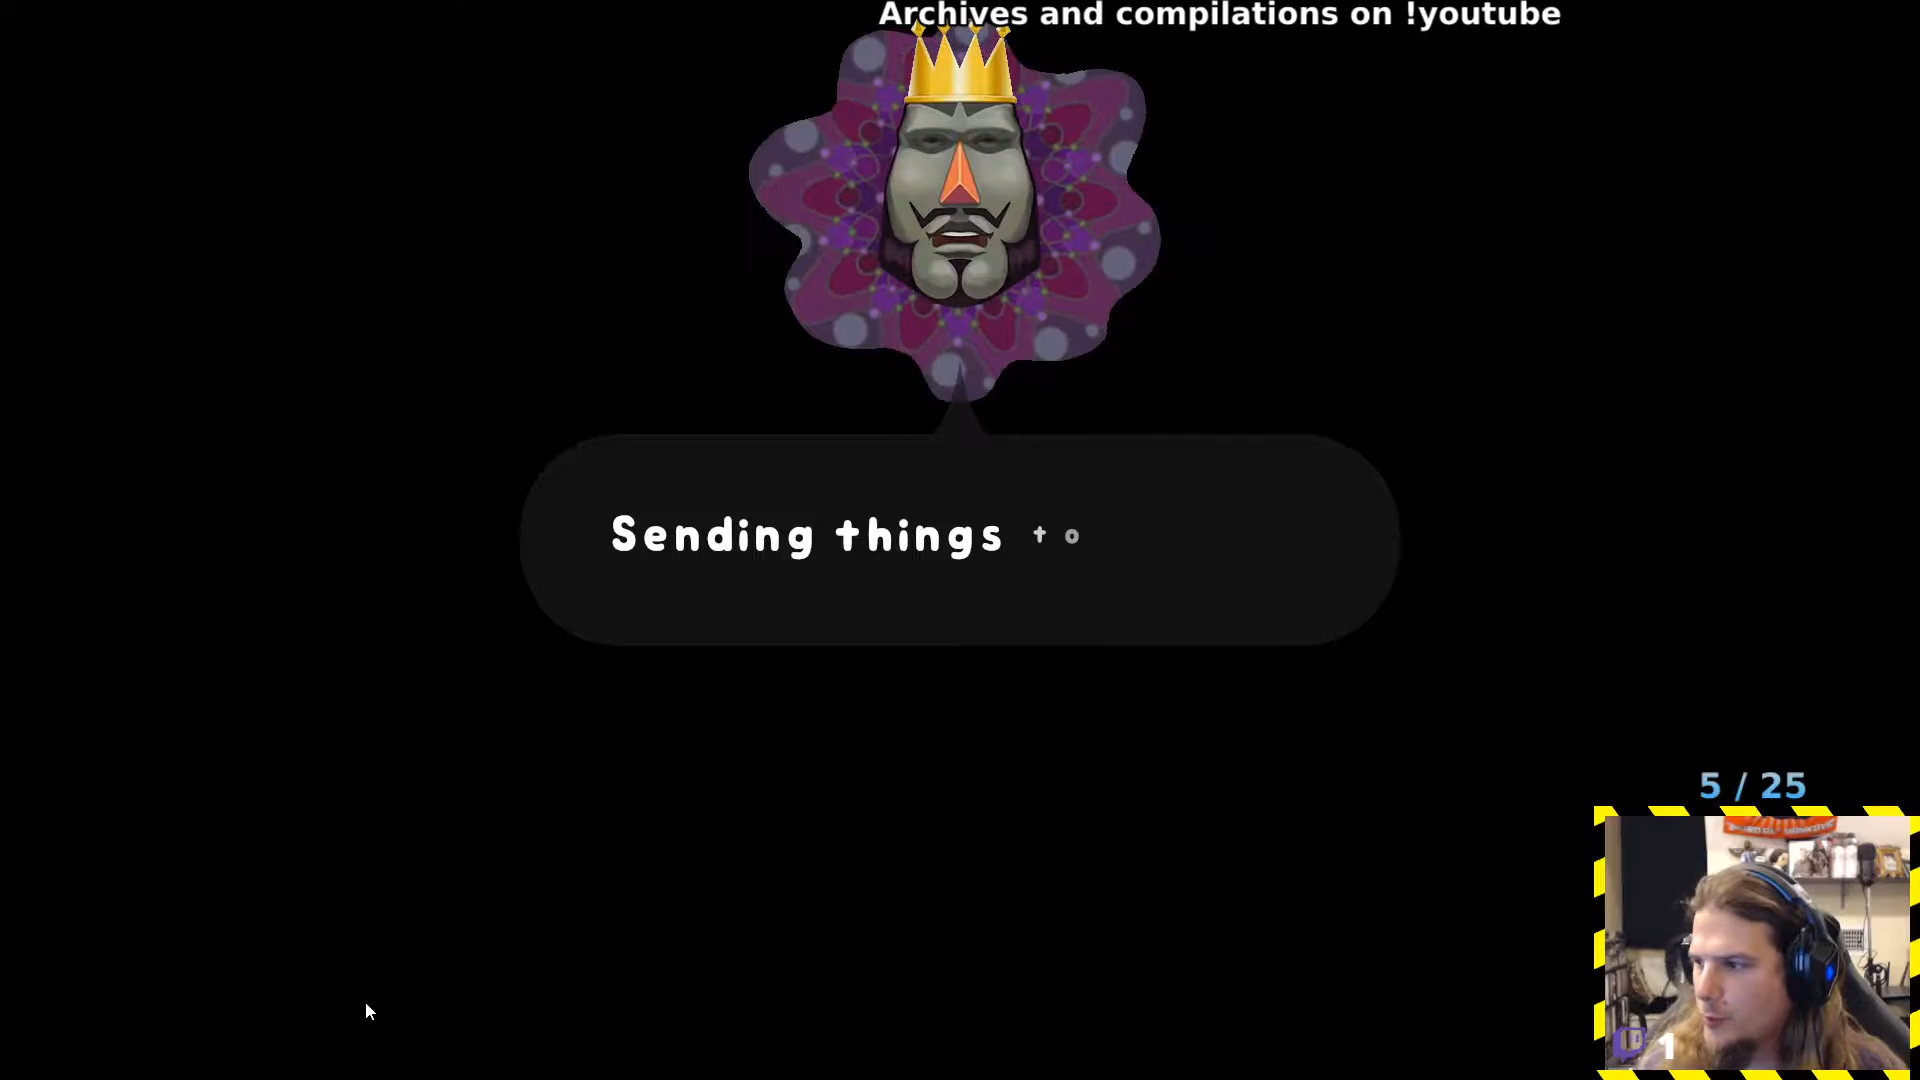 Archives and compilations on !youtube
Sending things to
5 / 25
1